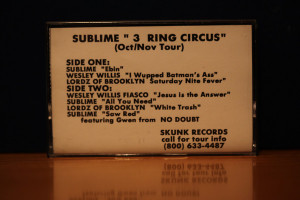 SUBLIME " 3 RING CIRCUS"
(Oct/Nov Tour)
SIDE ONE:
SUBLIME "Ebin"
WESLEY WILLIS "I Wupped Batman's Ass"
LORDZ OF BROOKLYN Saturday Nite Fever"
SIDE TWO:
WESLEY WILLIS FIASCO "Jesus is the Answer"
SUBLIME "All You Need"
LORDZ OF BROOKLYN "White Trash"
SUBLIME "Saw Red"
featuring Gwen from NO DOUBT
SKUNK RECORDS
call for tour info
(800) 633-4487